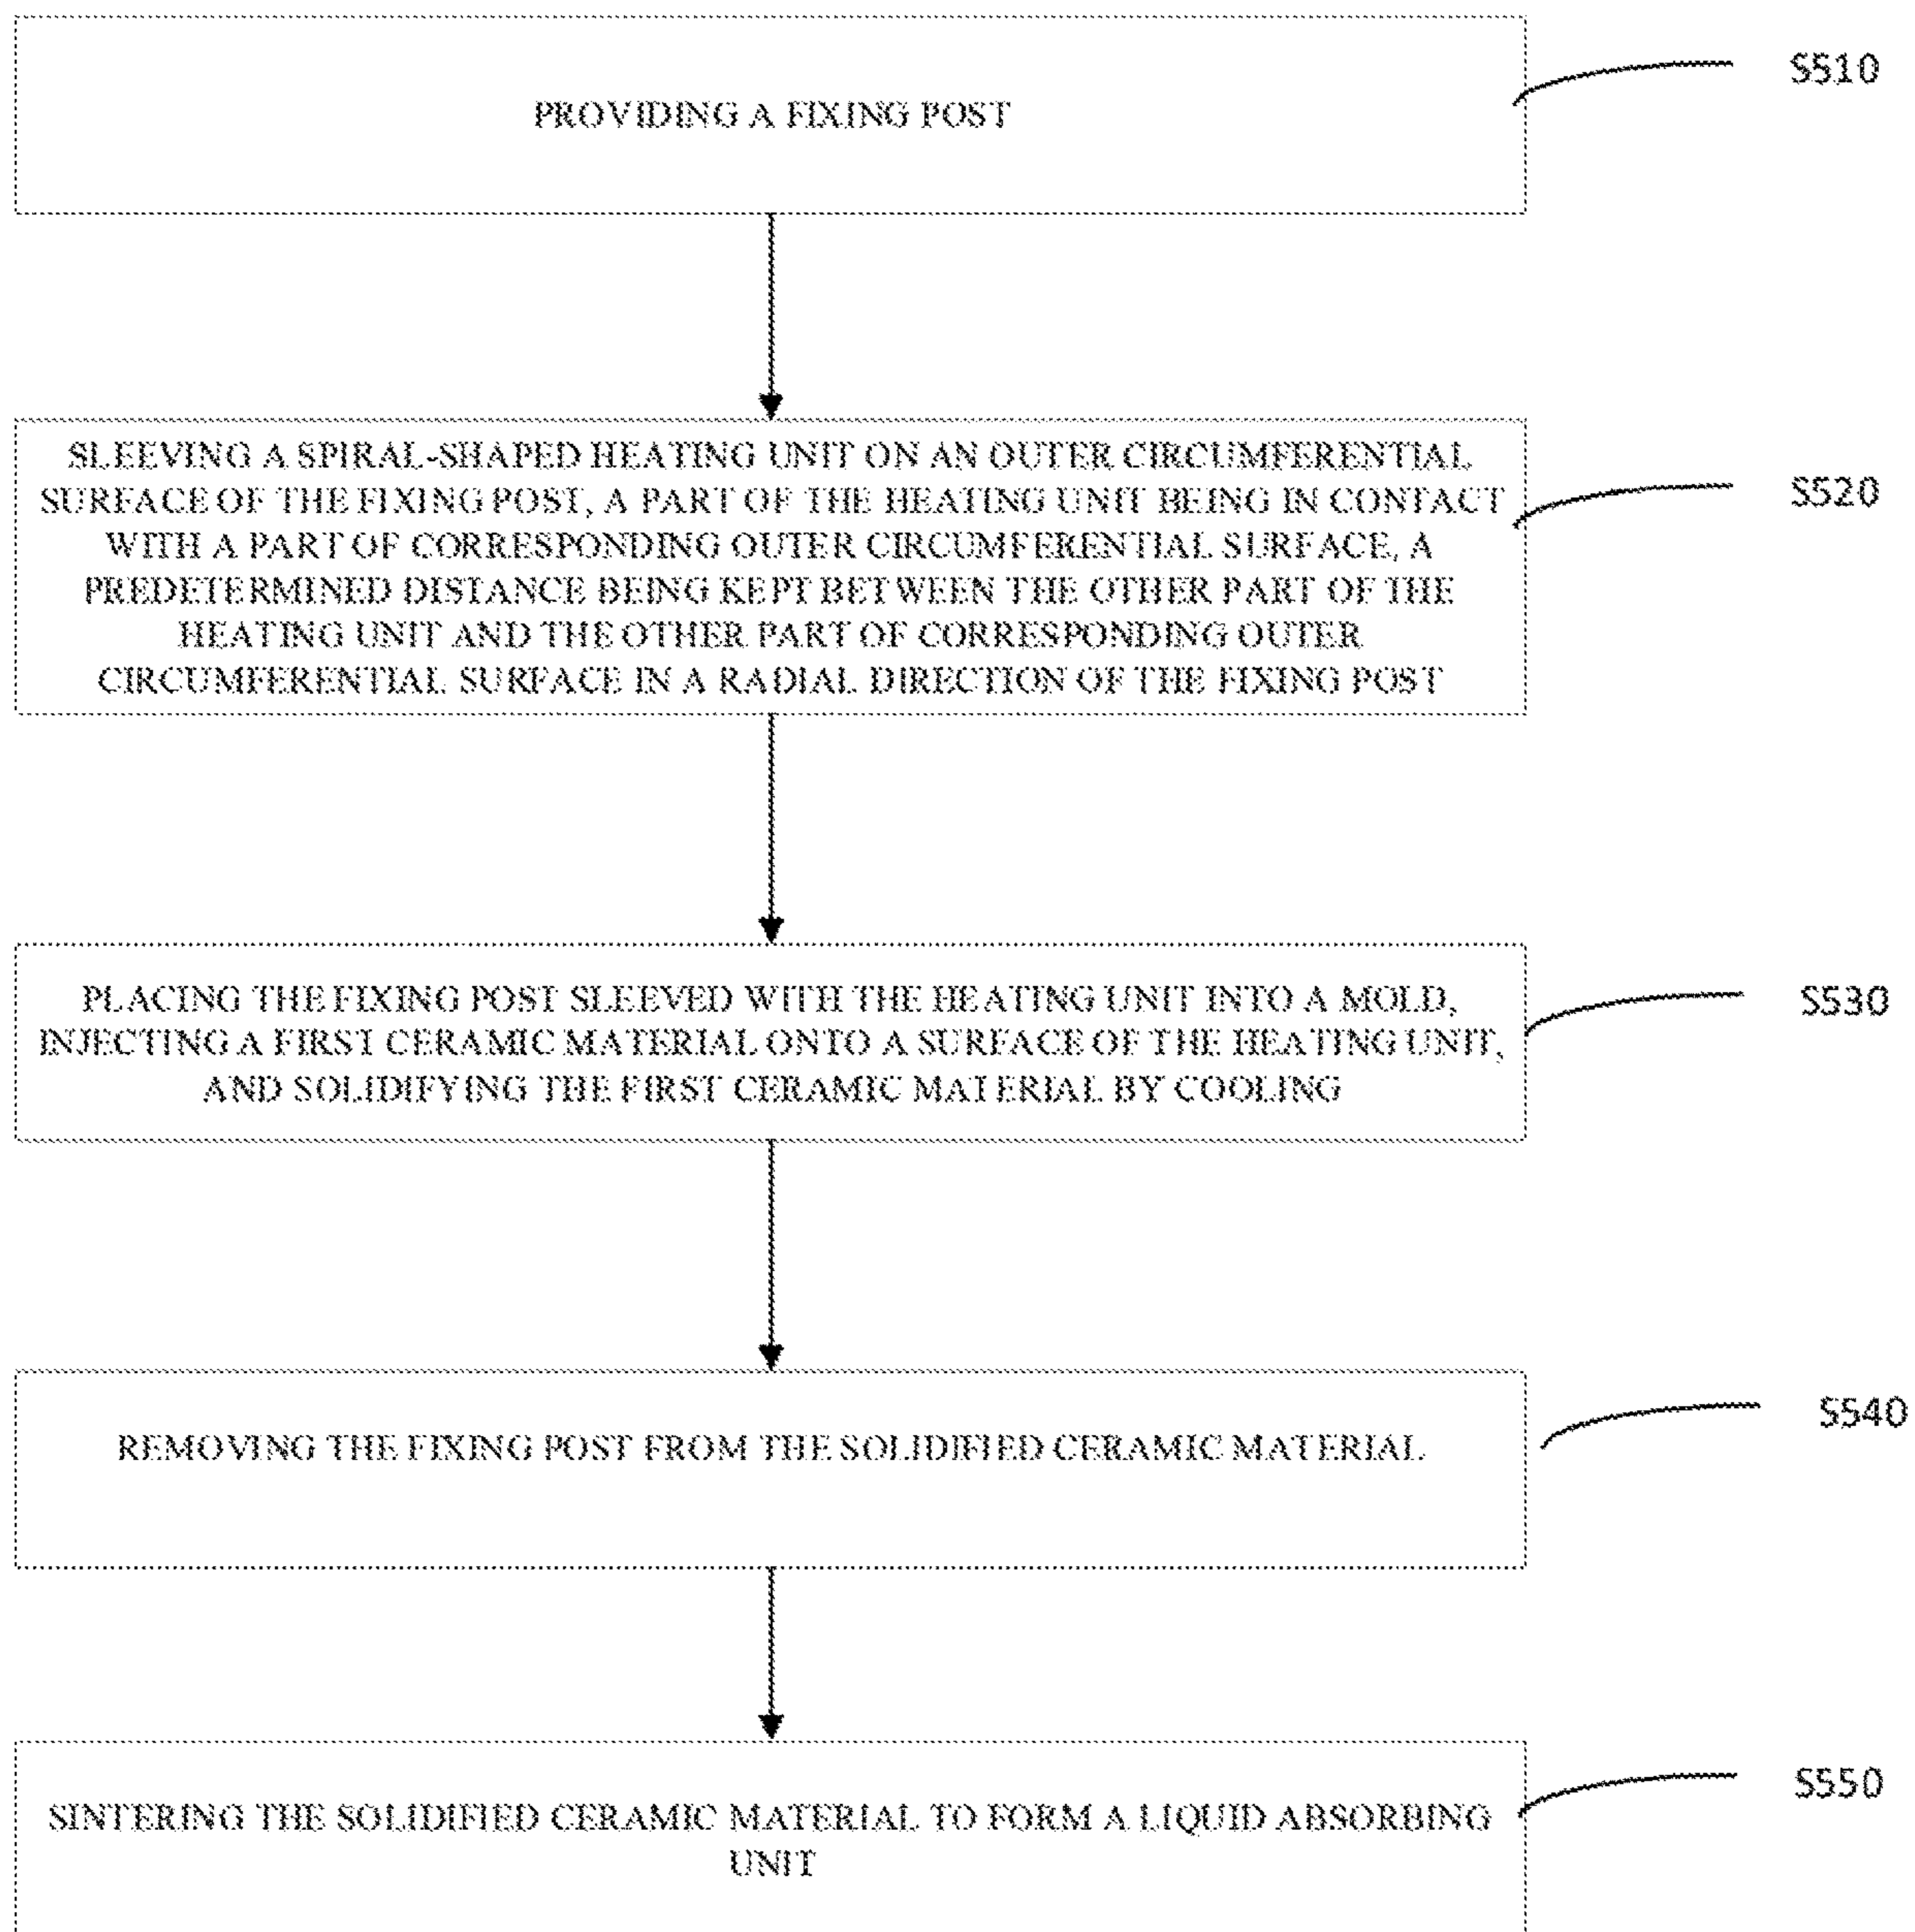 PROVIDING A FIXING POST
S510
SLEEVING A SPIRAL-SHAPED HEATING UNIT ON AN OUTER CIRCUMFERENTIAL
SURFACE OF THE FIXING POST, A PART OF THE HEATING UNIT BEING IN CONTACT
WITH A PART OF CORRESPONDING OUTER CIRCUMFERENTIAL SURFACE, A
PREDETERMINED DISTANCE BEING KEPT BETWEEN THE OTHER PART OF THE
HEATING UNIT AND THE OTHER PART OF CORRESPONDING OUTER
CIRCUMFERENTIAL SURFACE IN A RADIAL DIRECTION OF THE FIXING POST
S520
PLACING THE FIXING POST SLEEVED WITH THE HEATING UNIT INTO A MOLD,
INJECTING A FIRST CERAMIC MATERIAL ONTO A SURFACE OF THE HEATING UNIT,
AND SOLIDIFYING THE FIRST CERAMIC MATERIAL BY COOLING
S530
REMOVING THE FIXING POST FROM THE SOLIDIFIED CERAMIC MATERIAL
S540
SINTERING THE SOLIDIFIED CERAMIC MATERIAL TO FORM A LIQUID ABSORBING
UNIT
S550